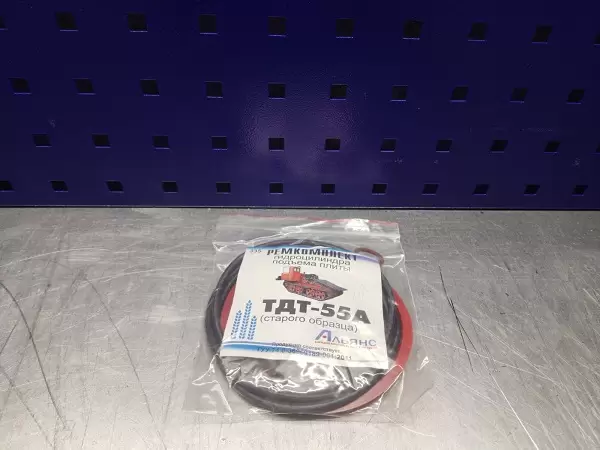 РЕМКОМПЛЕКТ
гидроцилиндра
подъема плиты
ТДТ-55А
(старого образца)
Альянс